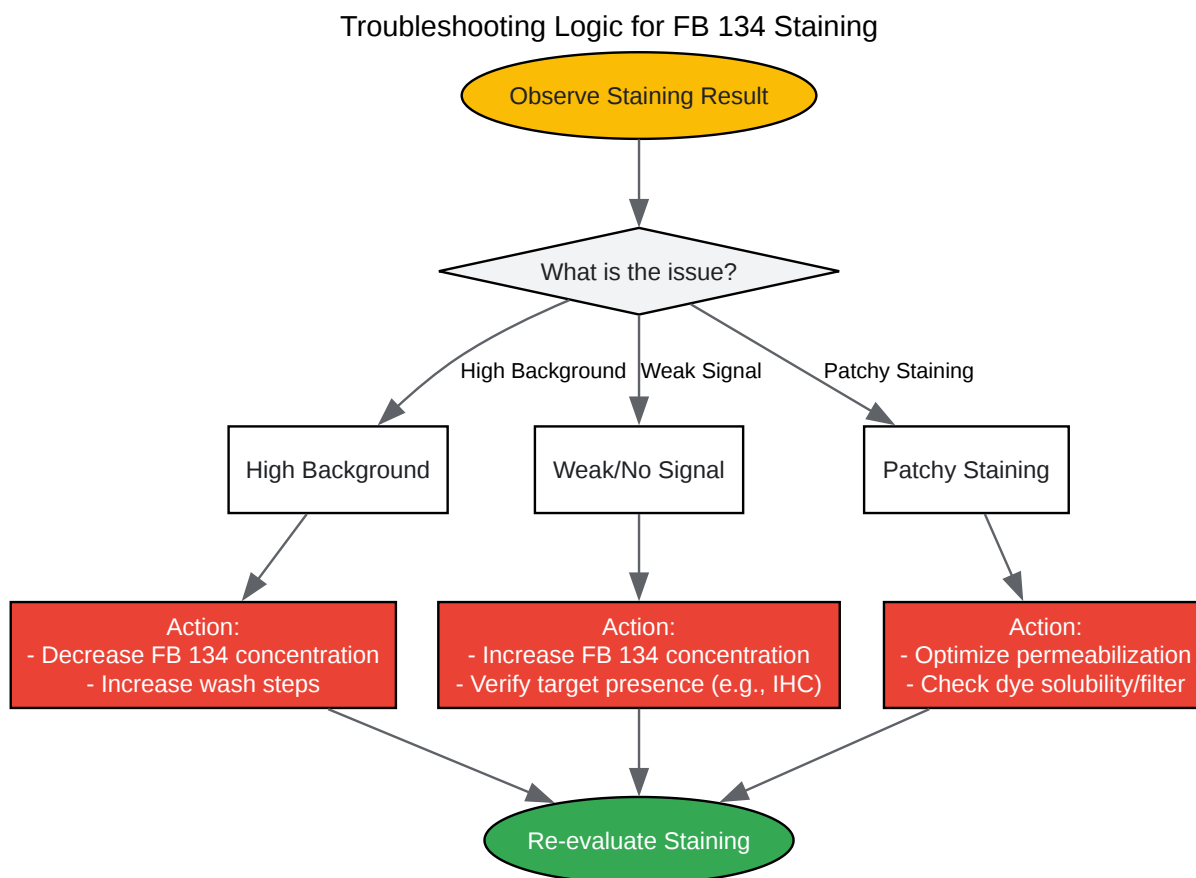 Troubleshooting Logic for FB 134 Staining
Observe Staining Result
What is the issue?
High Background
Weak Signal
Patchy Staining
High Background
Weak/No Signal
Patchy Staining
Action:
- Decrease FB 134 concentration
- Increase wash steps
Action:
- Increase FB 134 concentration
- Verify target presence (e.g., IHC)
Action:
- Optimize permeabilization
- Check dye solubility/filter
Re-evaluate Staining